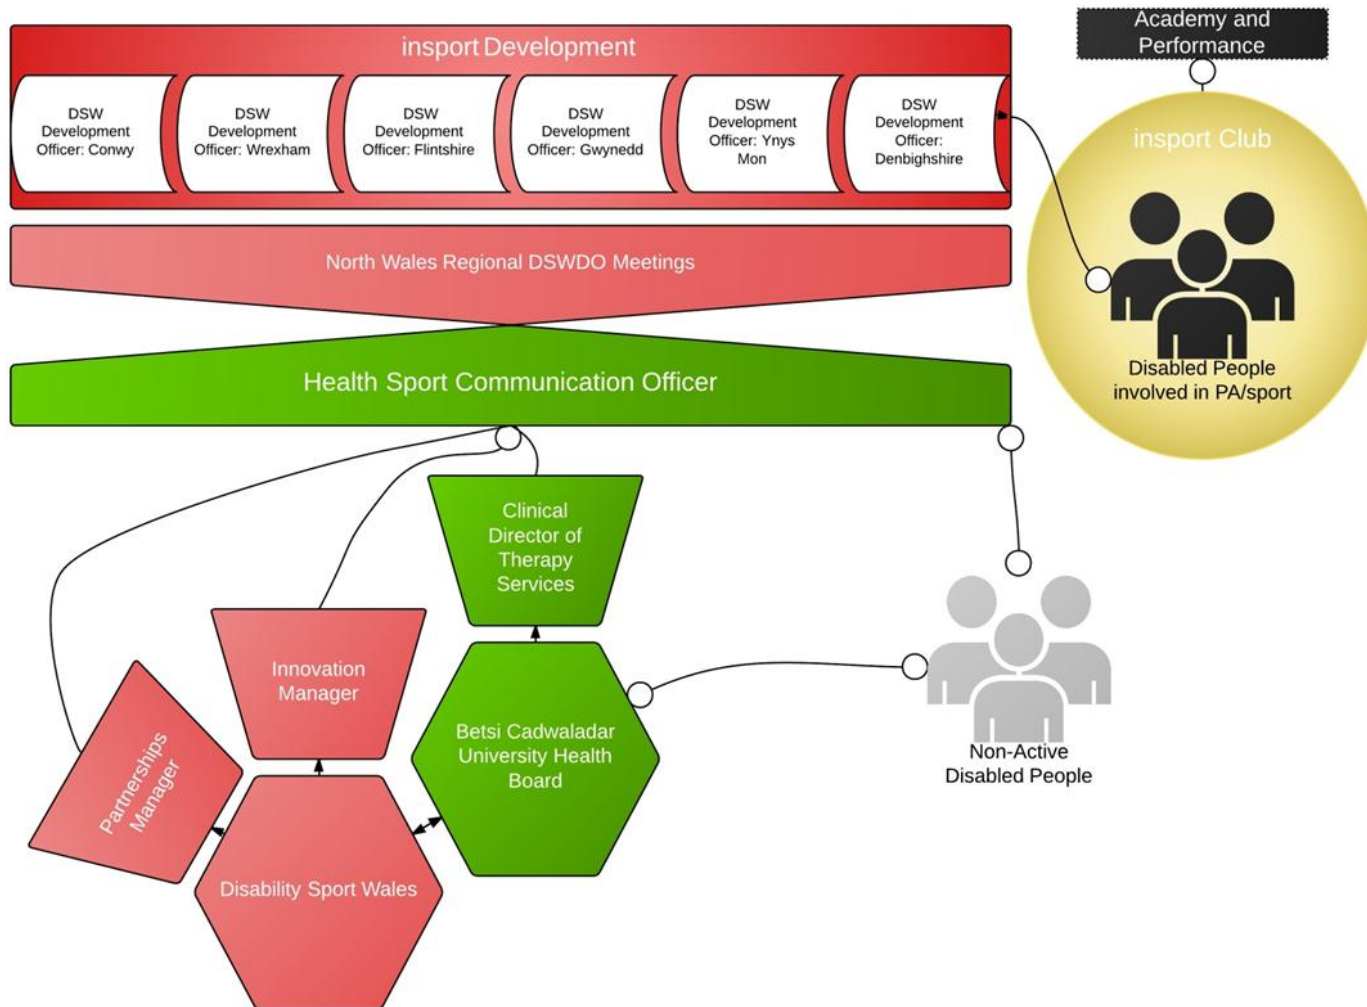 Academy and
Performance
insport Development
DSW
Development
Officer: Conwy
DSW
Development
Officer: Wrexham
DSW
Development
Officer: Flintshire
DSW
Development
Officer: Gwynedd
DSW
Development
Officer: Ynys
Mon
DSW
Development
Officer:
Denbighshire
insport Club
Disabled People
involved in PA/sport
North Wales Regional DSWDO Meetings
Health Sport Communication Officer
Clinical
Director of
Therapy
Services
Innovation
Manager
Partnerships
Manager
Betsi Cadwaladar
University Health
Board
Disability Sport Wales
Non-Active
Disabled People